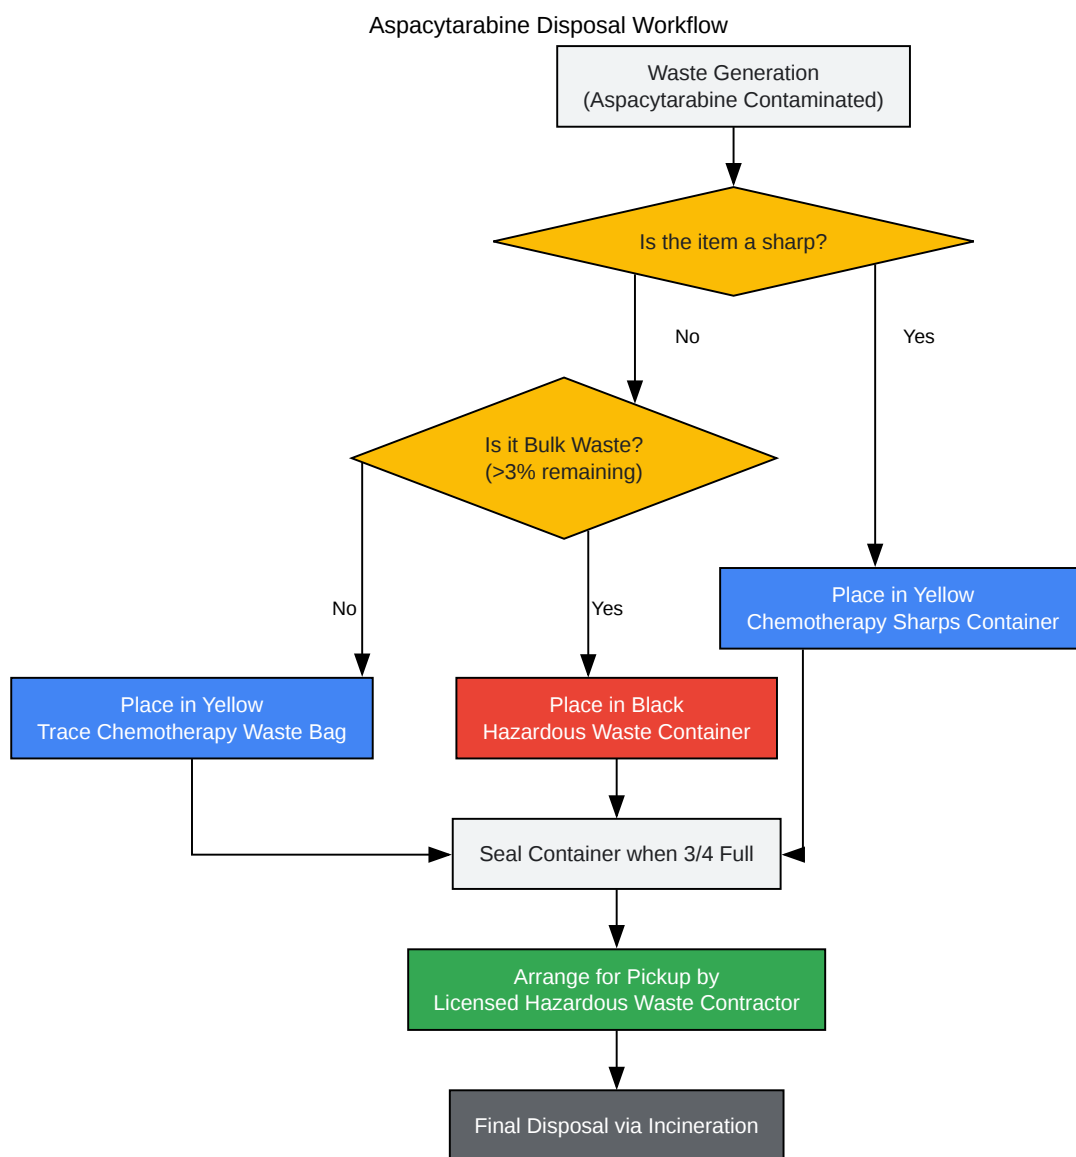 Aspacytarabine Disposal Workflow
Waste Generation
(Aspacytarabine Contaminated)
Is the item a sharp?
No
Yes
Is it Bulk Waste?
(>3% remaining)
No
Yes
Place in Yellow
Chemotherapy Sharps Container
Place in Yellow
Trace Chemotherapy Waste Bag
Place in Black
Hazardous Waste Container
Seal Container when 3/4 Full
Arrange for Pickup by
Licensed Hazardous Waste Contractor
Final Disposal via Incineration